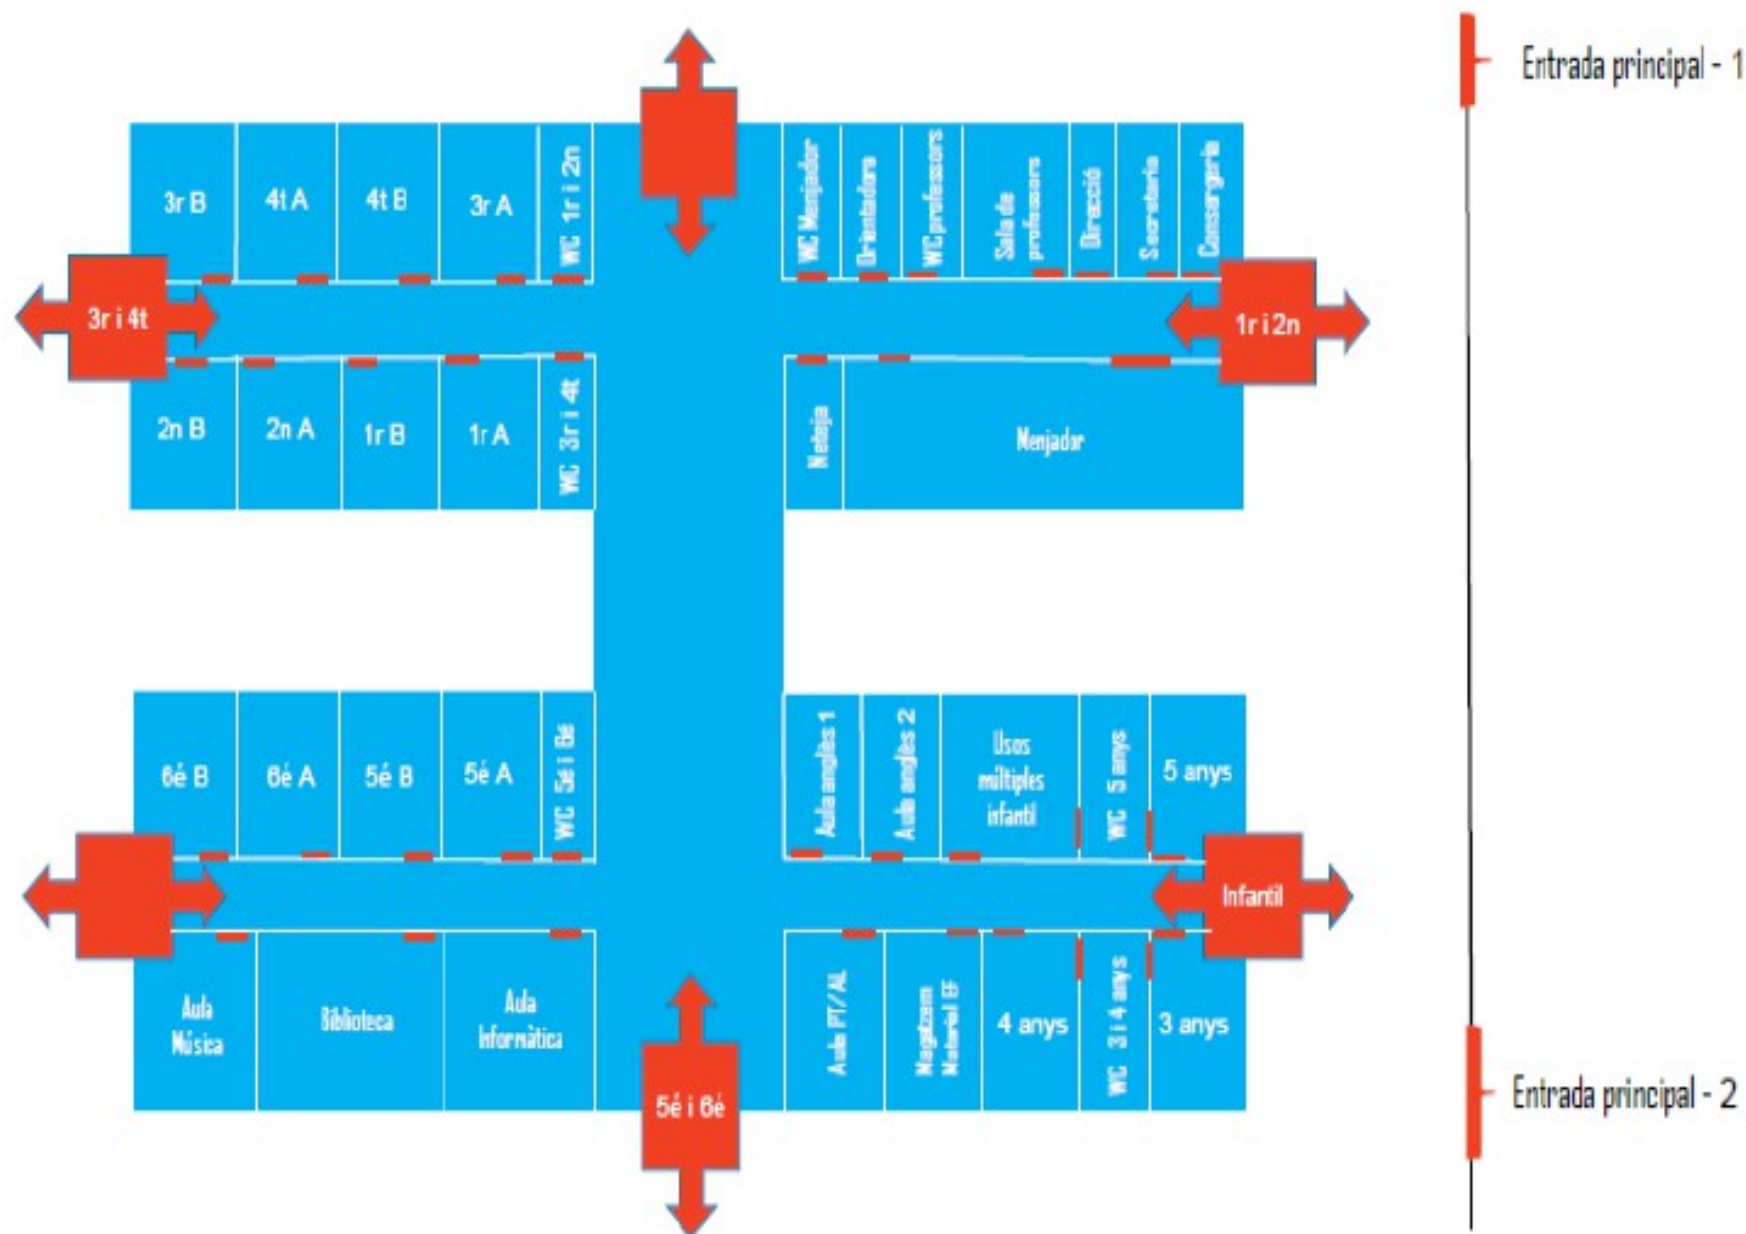 Entrada principal - 1
3r B
4t A
4t B
3r A
WC 1r i 2n
WC Menjador
Orientadora
WC professors
Sala de
professors
Direcció
Secretaria
Consergeria
3r i 4t
1r i 2n
2n B
2n A
1r B
1r A
WC 3r i 4t
Neteja
Menjador
6é B
6é A
5é B
5é A
WC 5é i 6é
Aula anglès 1
Aula anglès 2
Usos
múltiples
infantil
WC 5 anys
5 anys
Infantil
Aula
Música
Biblioteca
Aula
Informàtica
Aula PT/AL
Magatzem
Material EF
4 anys
WC 3 i 4 anys
3 anys
5é i 6é
Entrada principal - 2